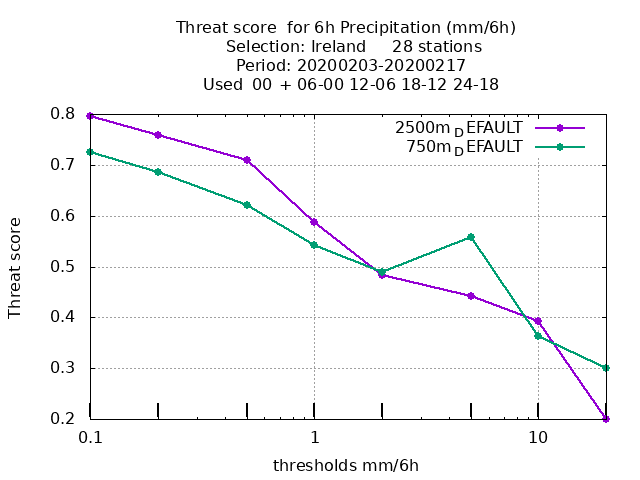 Threat score  for 6h Precipitation (mm/6h)
Selection: Ireland     28 stations
Period: 20200203-20200217
Used  00  + 06-00 12-06 18-12 24-18
2500m_DEFAULT
750m_DEFAULT
0.8
0.7
0.6
0.5
0.4
0.3
0.2
Threat score
0.1
1
10
thresholds mm/6h